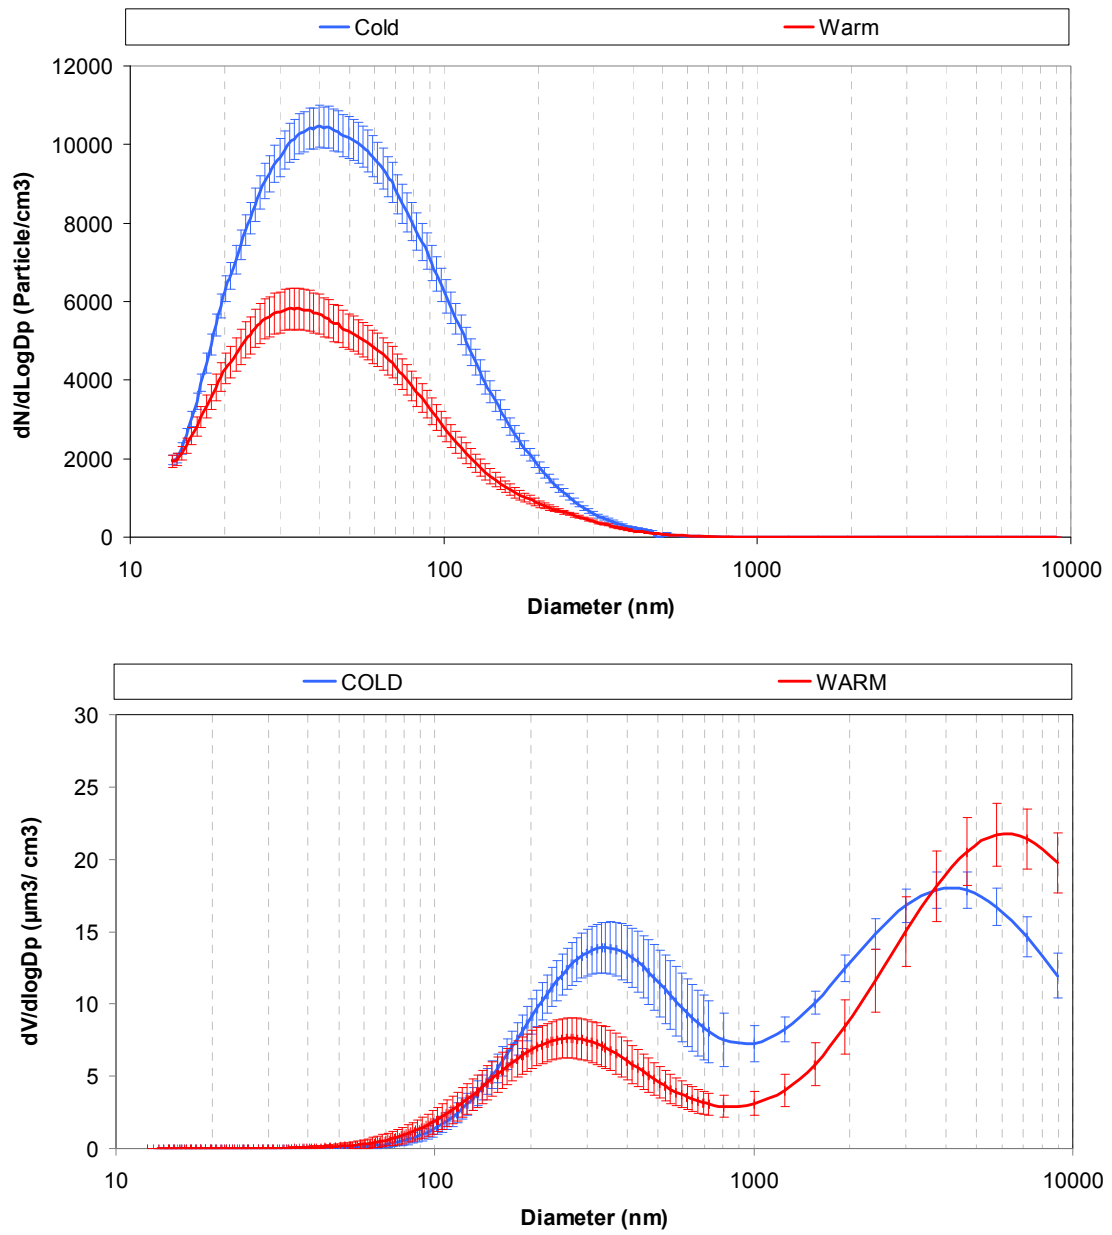 Cold Warm
12000
10000
8000
6000
4000
2000
0
dN/dLogDp (Particle/cm3)
10 100 1000 10000
Diameter (nm)
COLD WARM
30
25
20
15
10
5
0
dV/dlogDp (µm3/ cm3)
10 100 1000 10000
Diameter (nm)